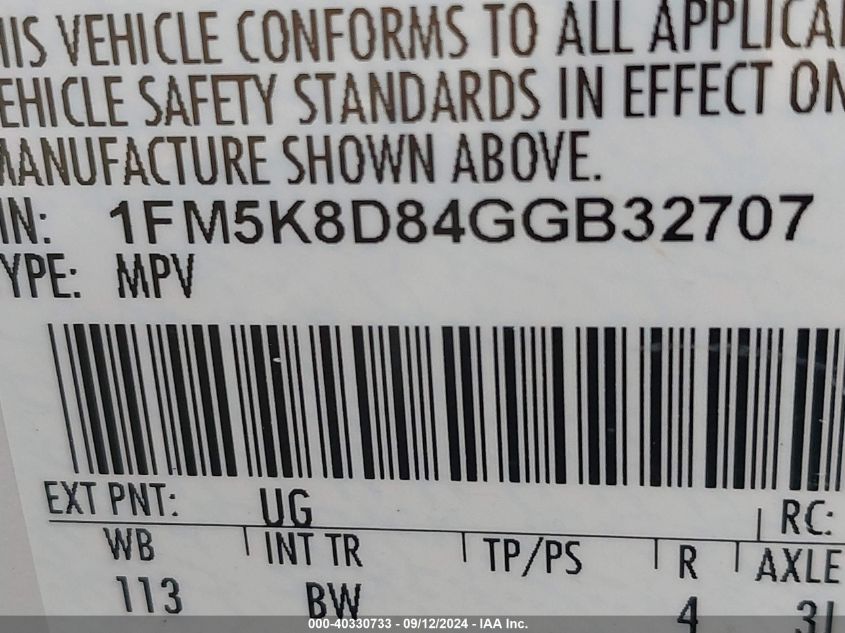 HIS VEHICLE CONFORMS TO ALL APPLICA
EHICLE SAFETY STANDARDS IN EFFECT ON
MANUFACTURE SHOWN ABOVE.
IN: 1FM5K8D84GGB32707
YPE: MPV
EXT PNT: UG RC:
WB INT TR TP/PS R AXLE
113 BW 4 3L
000-40330733 - 09/12/2024 - IAA Inc.